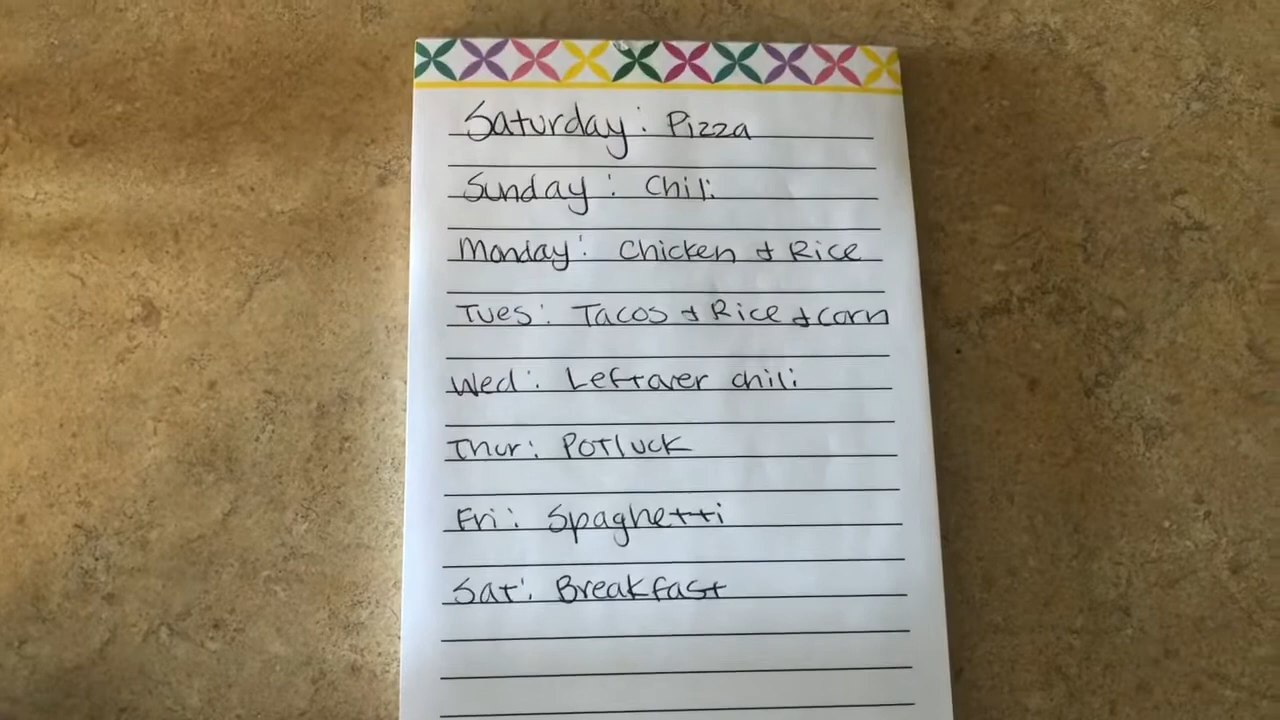 Saturday: Pizza
Sunday: Chili
Monday: Chicken & Rice
Tues: Tacos & Rice & corn
Wed: Leftover chili
Thur: Potluck
Fri: Spaghetti
Sat: Breakfast